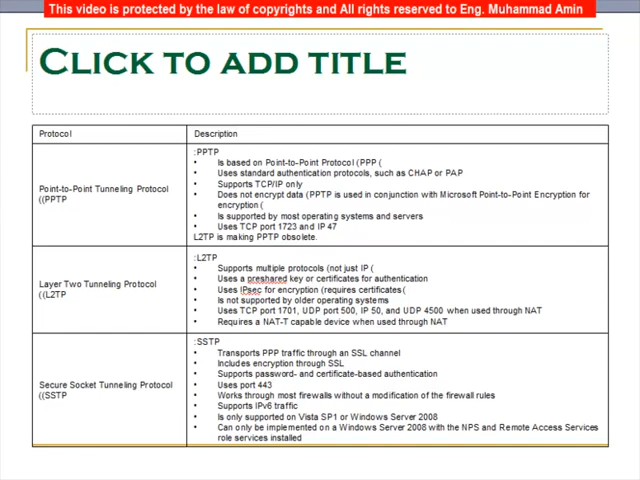 This video is protected by the law of copyrights and All rights reserved to Eng. Muhammad Amin
CLICK TO ADD TITLE
Protocol
Description
Point-to-Point Tunneling Protocol
((PPTP
:PPTP
• Is based on Point-to-Point Protocol (PPP (
• Uses standard authentication protocols, such as CHAP or PAP
• Supports TCP/IP only
• Does not encrypt data (PPTP is used in conjunction with Microsoft Point-to-Point Encryption for
encryption (
• Is supported by most operating systems and servers
• Uses TCP port 1723 and IP 47
L2TP is making PPTP obsolete.
Layer Two Tunneling Protocol
((L2TP
:L2TP
• Supports multiple protocols (not just IP (
• Uses a preshared key or certificates for authentication
• Uses IPsec for encryption (requires certificates(
• Is not supported by older operating systems
• Uses TCP port 1701, UDP port 500, IP 50, and UDP 4500 when used through NAT
• Requires a NAT-T capable device when used through NAT
Secure Socket Tunneling Protocol
((SSTP
:SSTP
• Transports PPP traffic through an SSL channel
• Includes encryption through SSL
• Supports password- and certificate-based authentication
• Uses port 443
• Works through most firewalls without a modification of the firewall rules
• Supports IPv6 traffic
• Is only supported on Vista SP1 or Windows Server 2008
• Can only be implemented on a Windows Server 2008 with the NPS and Remote Access Services
role services installed